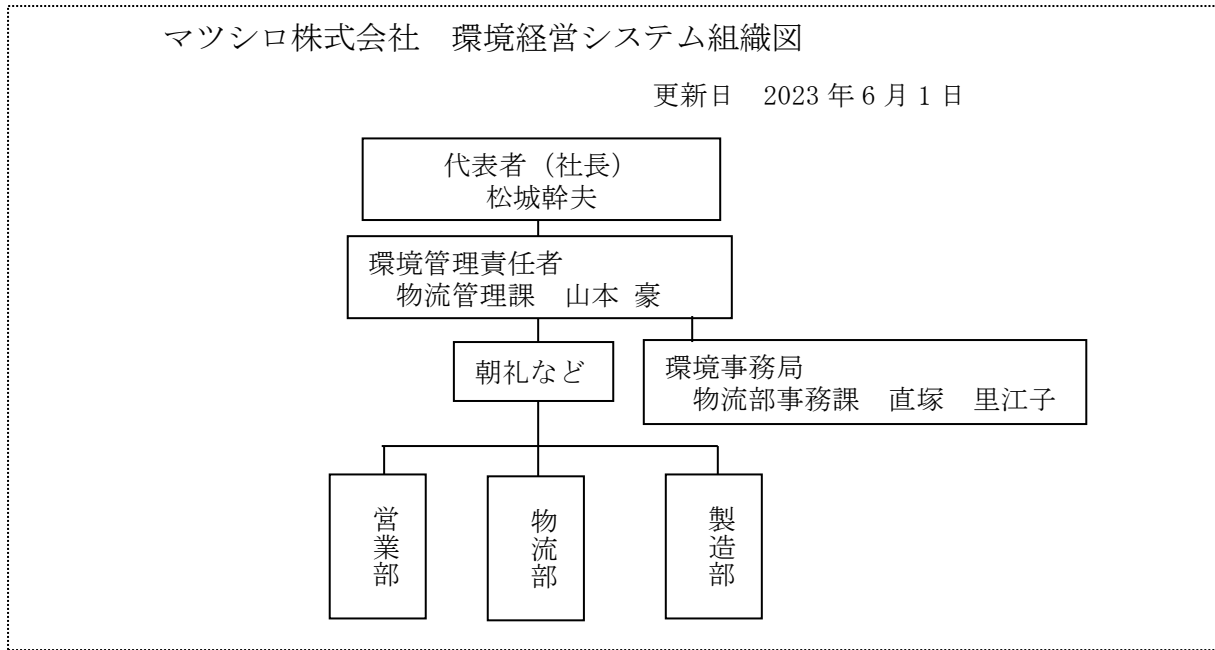 マツシロ株式会社　環境経営システム組織図
更新日　2023年6月1日
代表者（社長）
松城幹夫
環境管理責任者
物流管理課　山本 豪
朝礼など
環境事務局
物流部事務課　直塚　里江子
営業部
物流部
製造部